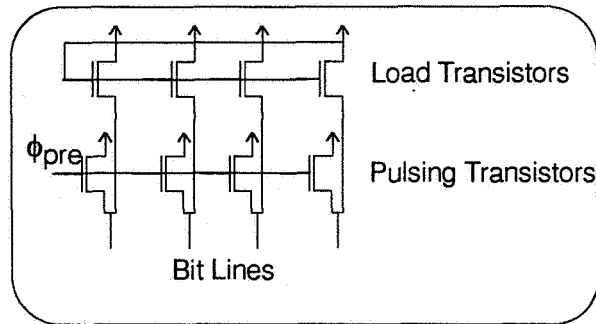 Load Transistors
ϕpre
Pulsing Transistors
Bit Lines